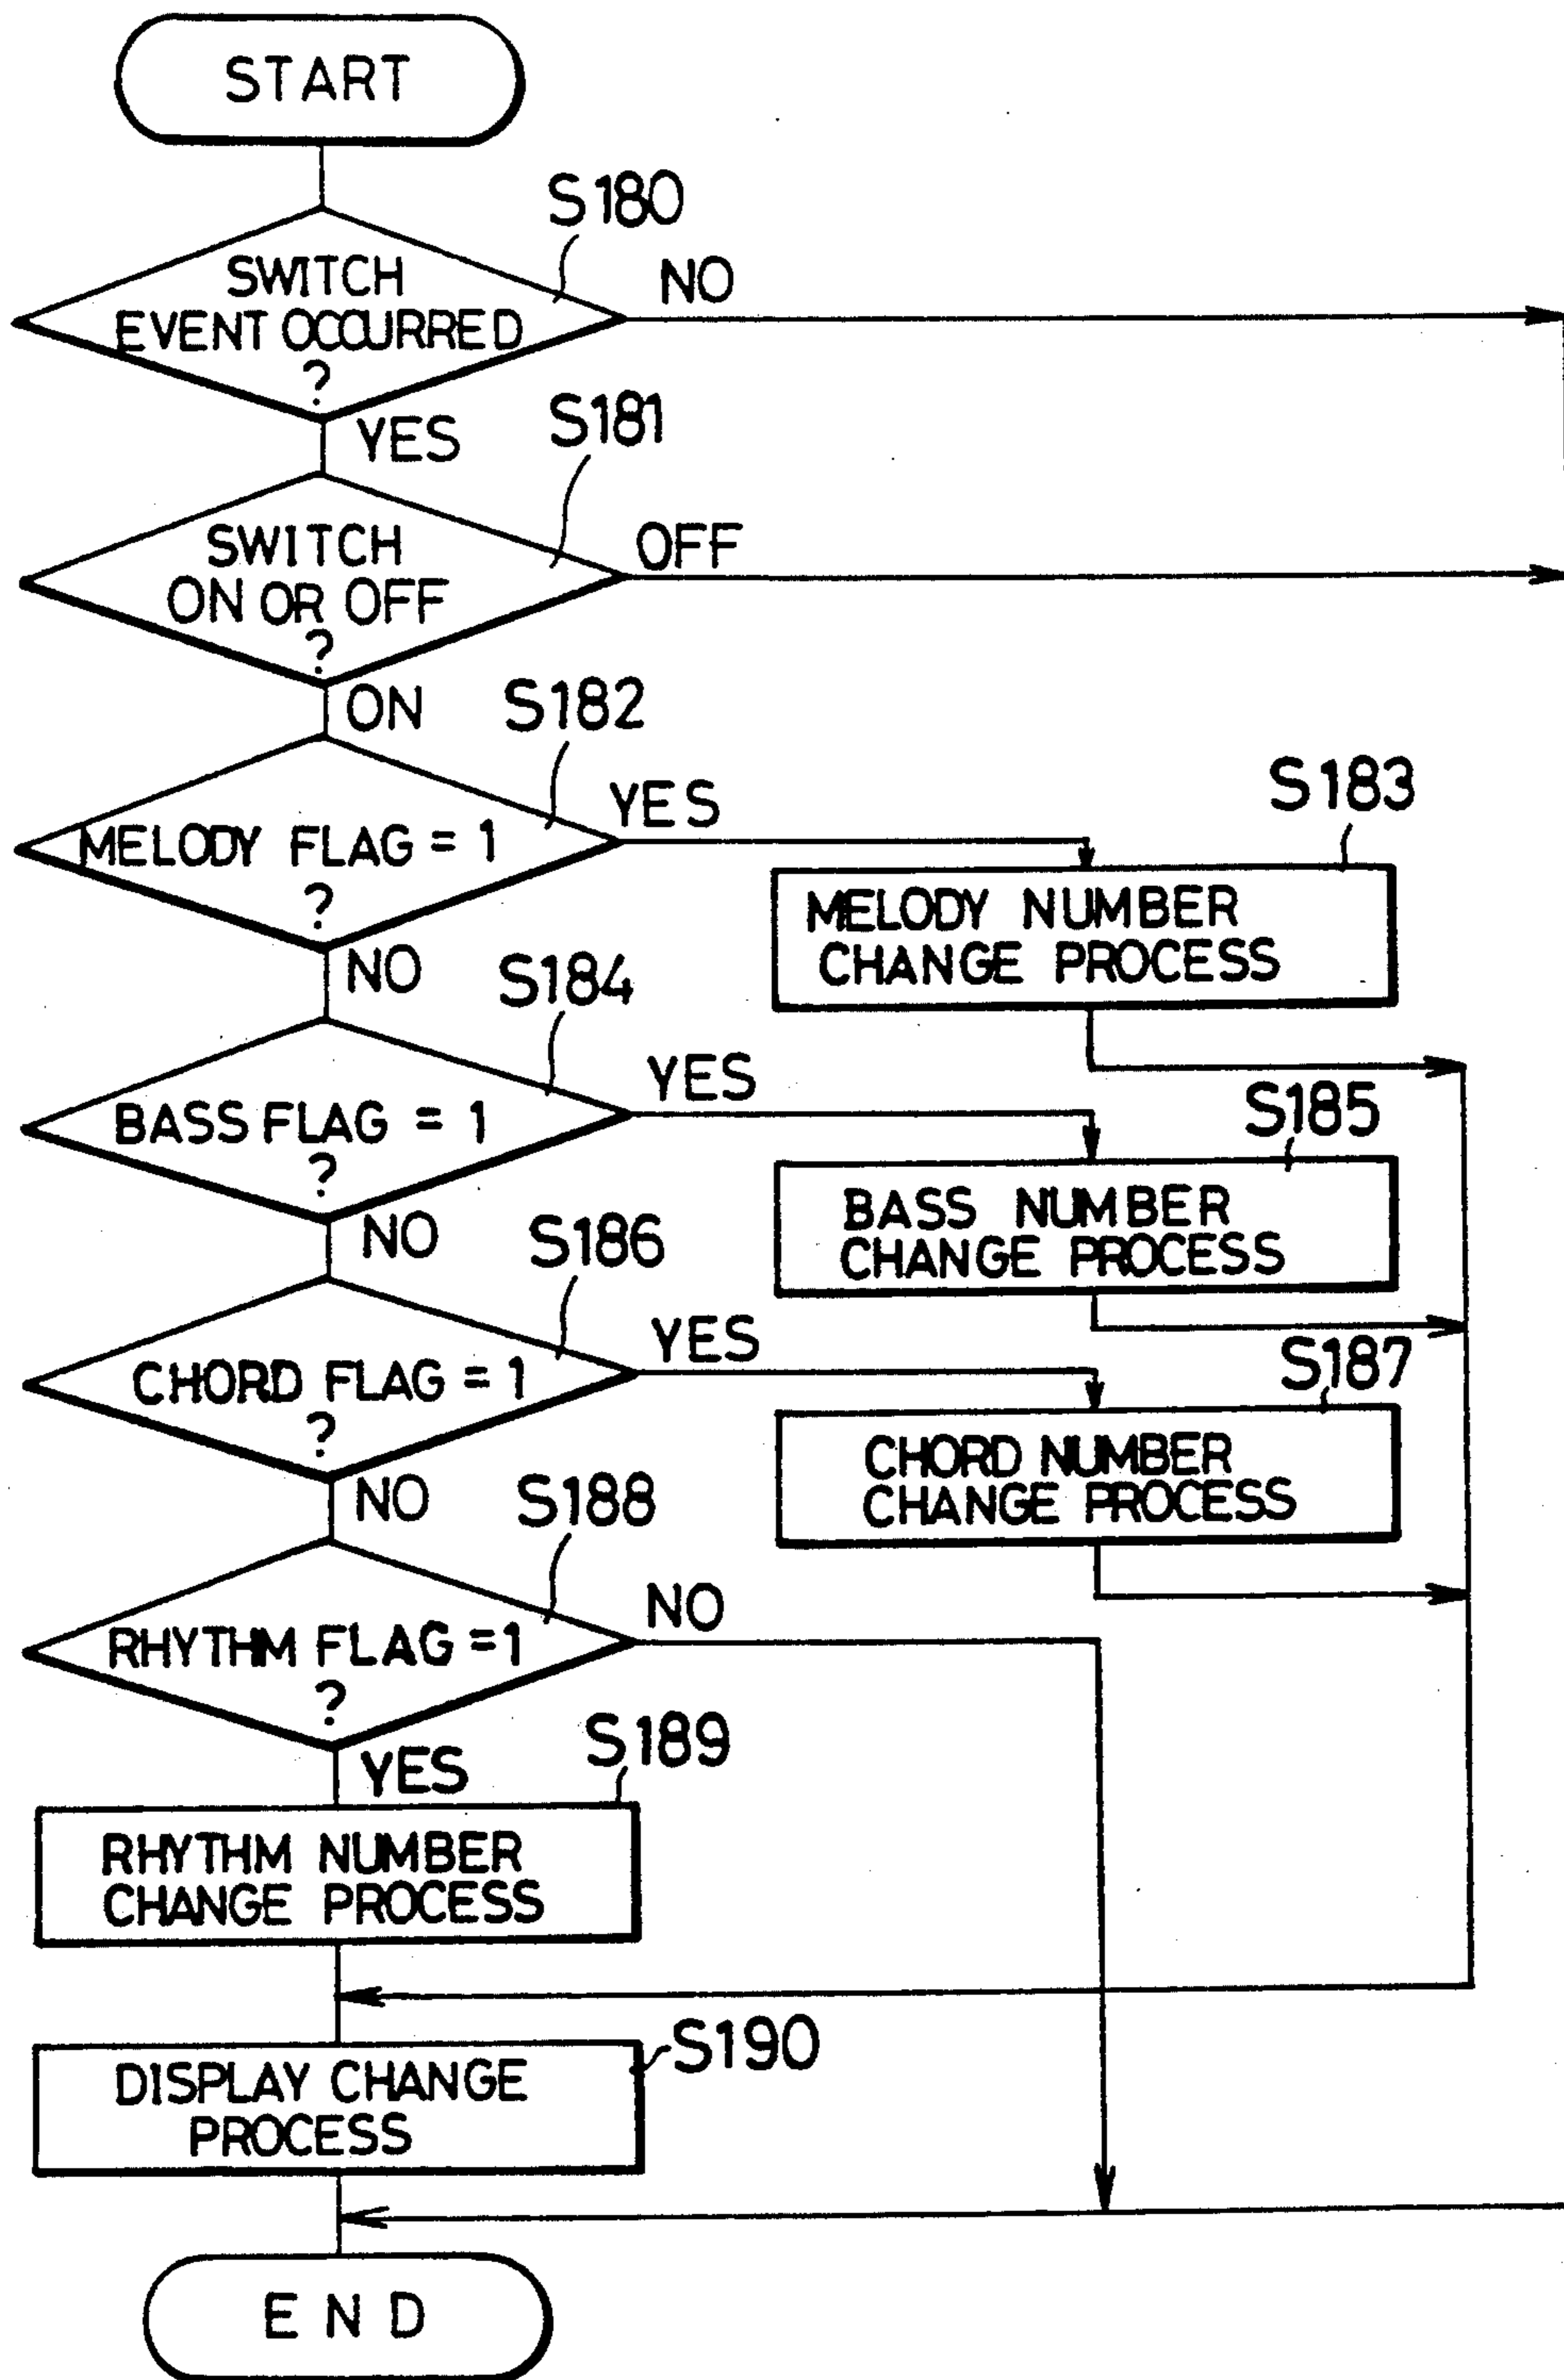 START
S180
SWITCH
EVENT OCCURRED
?
NO
YES
S181
SWITCH
ON OR OFF
?
OFF
ON
S182
MELODY FLAG = 1
?
YES
S183
MELODY NUMBER
CHANGE PROCESS
NO
S184
BASS FLAG = 1
?
YES
S185
BASS NUMBER
CHANGE PROCESS
NO
S186
CHORD FLAG = 1
?
YES
S187
CHORD NUMBER
CHANGE PROCESS
NO
S188
RHYTHM FLAG = 1
?
NO
YES
S189
RHYTHM NUMBER
CHANGE PROCESS
S190
DISPLAY CHANGE
PROCESS
END